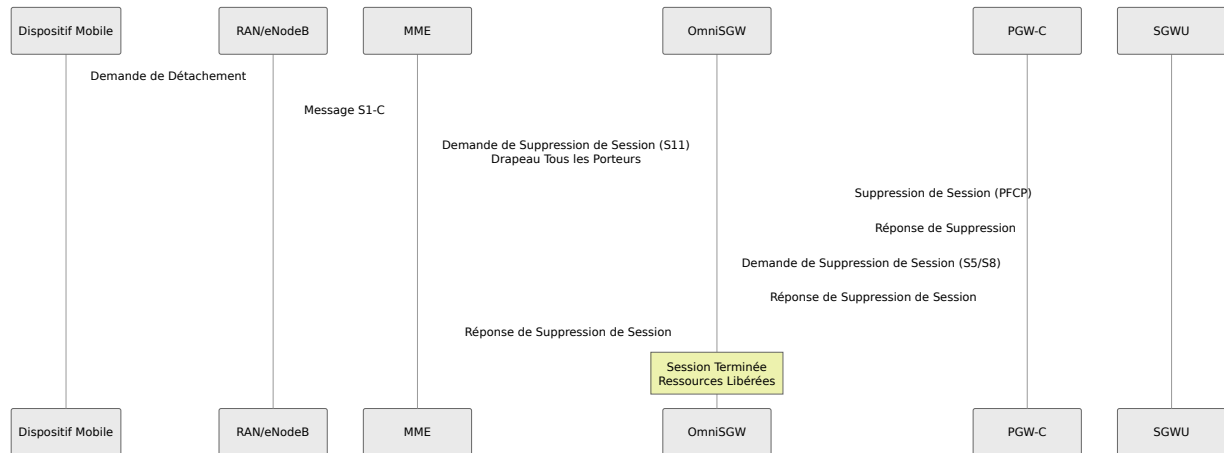 Dispositif Mobile
RAN/eNodeB
MME
OmniSGW
PGW-C
SGWU
Demande de Détachement
Message S1-C
Demande de Suppression de Session (S11)
Drapeau Tous les Porteurs
Suppression de Session (PFCP)
Réponse de Suppression
Demande de Suppression de Session (S5/S8)
Réponse de Suppression de Session
Réponse de Suppression de Session
Session Terminée
Ressources Libérées
Dispositif Mobile
RAN/eNodeB
MME
OmniSGW
PGW-C
SGWU